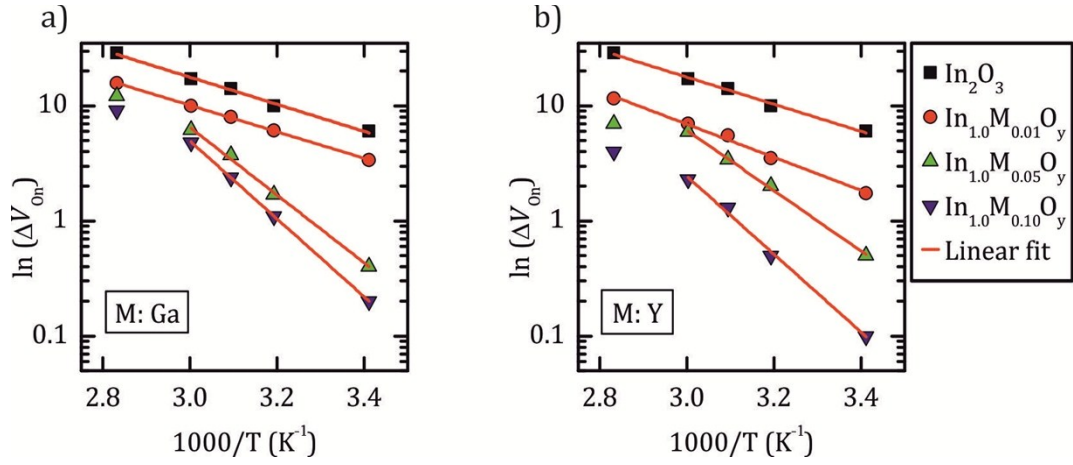 a)
ln (ΔV0n)
10
1
0.1
M: Ga
2.8 3.0 3.2 3.4
1000/T (K-1)
b)
ln (ΔV0n)
10
1
0.1
M: Y
2.8 3.0 3.2 3.4
1000/T (K-1)
In2O3
In1.0M0.01Oy
In1.0M0.05Oy
In1.0M0.10Oy
Linear fit